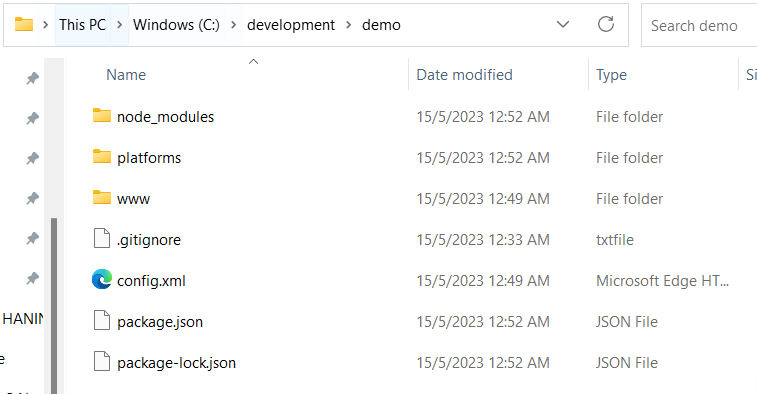 This PC > Windows (C:) > development > demo
Search demo
Name Date modified Type Si
node_modules 15/5/2023 12:52 AM File folder
platforms 15/5/2023 12:52 AM File folder
www 15/5/2023 12:49 AM File folder
.gitignore 15/5/2023 12:33 AM txtfile
config.xml 15/5/2023 12:49 AM Microsoft Edge HT...
HANIN
package.json 15/5/2023 12:52 AM JSON File
e
package-lock.json 15/5/2023 12:52 AM JSON File